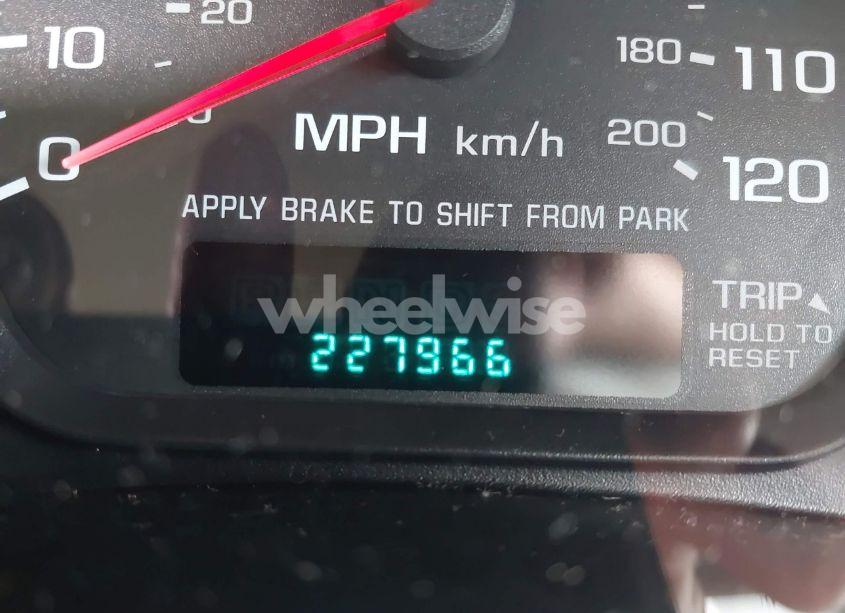 20
10
0
MPH km/h
180
110
200
120
APPLY BRAKE TO SHIFT FROM PARK
wheelwise
227966
TRIP
HOLD TO
RESET